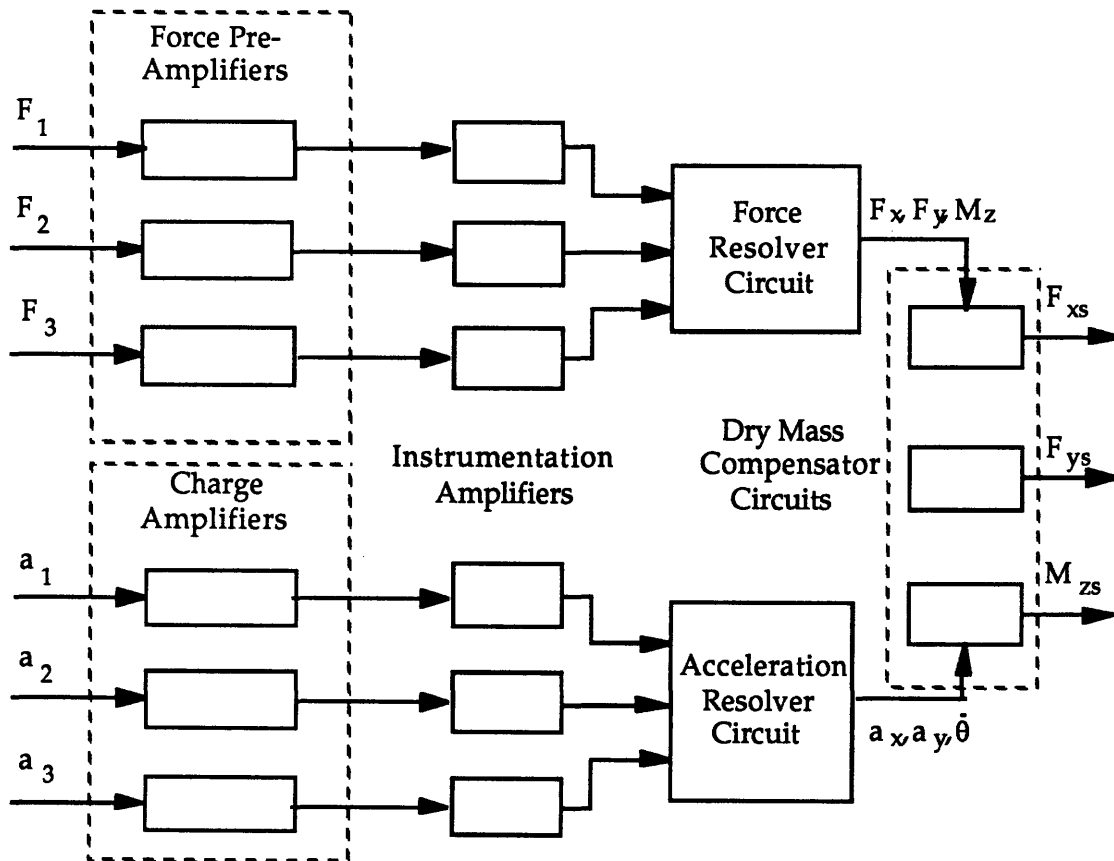 Force Pre-
Amplifiers
F1
F2
F3
Force
Resolver
Circuit
Fx, Fy, Mz
Fxs
Instrumentation
Amplifiers
Dry Mass
Compensator
Circuits
Fys
Charge
Amplifiers
a1
a2
a3
Acceleration
Resolver
Circuit
Mzs
ax, ay, θ̇